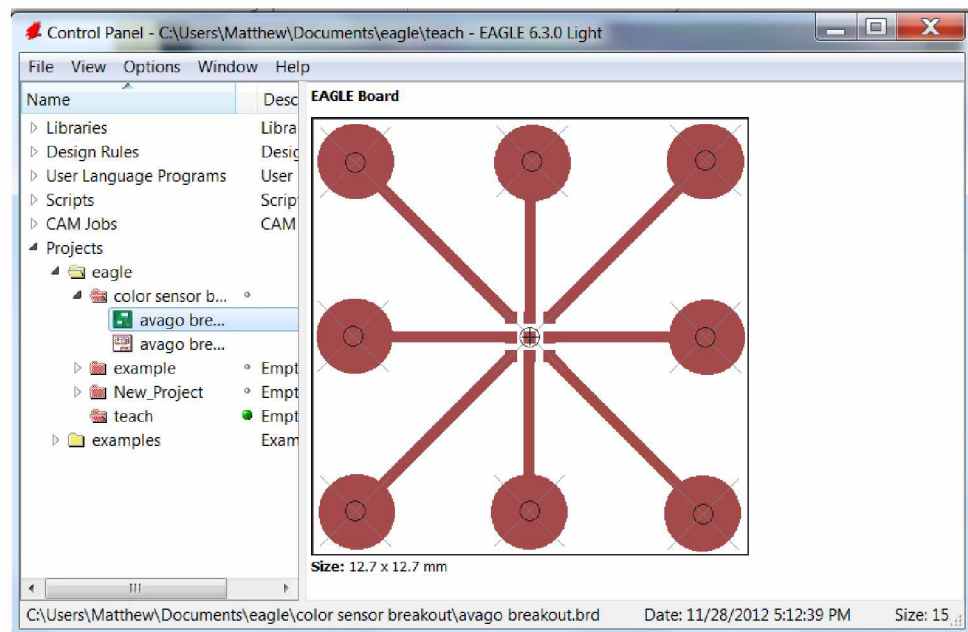 Control Panel - C:\Users\Matthew\Documents\eagle\teach - EAGLE 6.3.0 Light
File View Options Window Help
Name Desc
EAGLE Board
Libraries Libra
Design Rules Desig
User Language Programs User
Scripts Scrip
CAM Jobs CAM
Projects
eagle
color sensor b...
avago bre...
avago bre...
example Empt
New_Project Empt
teach Empt
examples Exam
Size: 12.7 x 12.7 mm
C:\Users\Matthew\Documents\eagle\color sensor breakout\avago breakout.brd Date: 11/28/2012 5:12:39 PM Size: 15